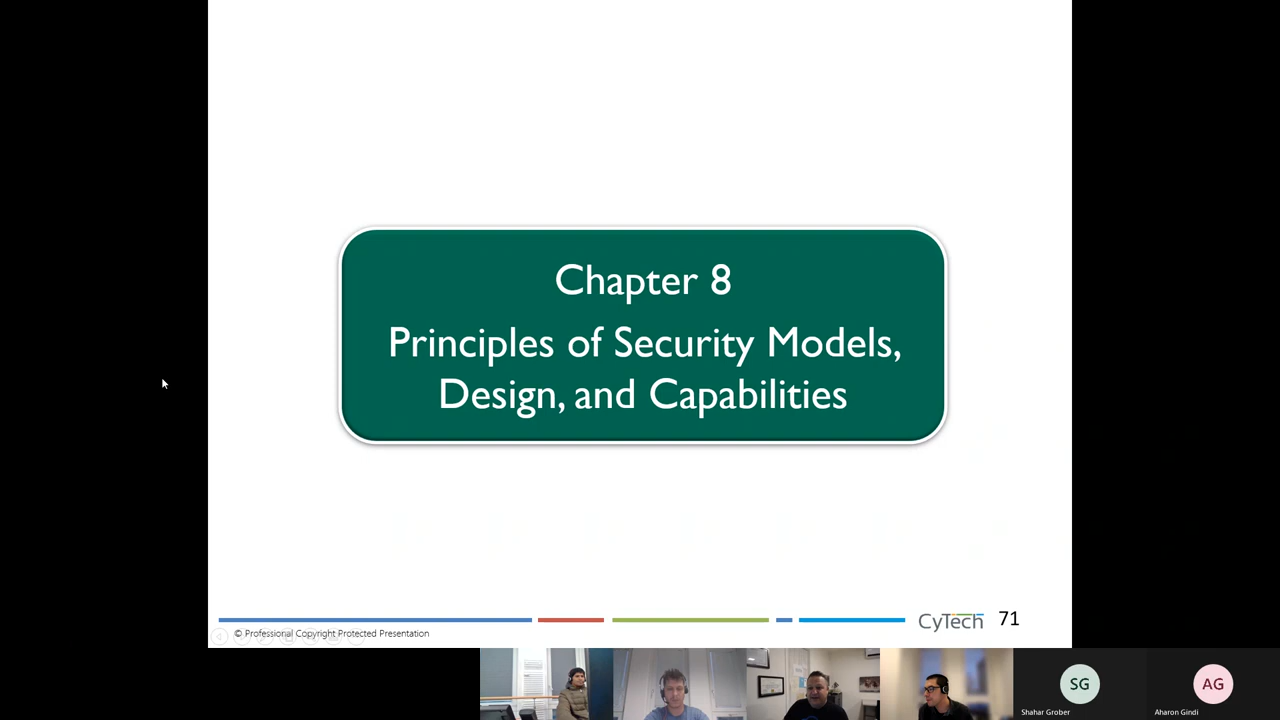 Chapter 8
Principles of Security Models,
Design, and Capabilities
CyTech
71
© Professional Copyright Protected Presentation
SG
AG
Shahar Grober
Aharon Gindi